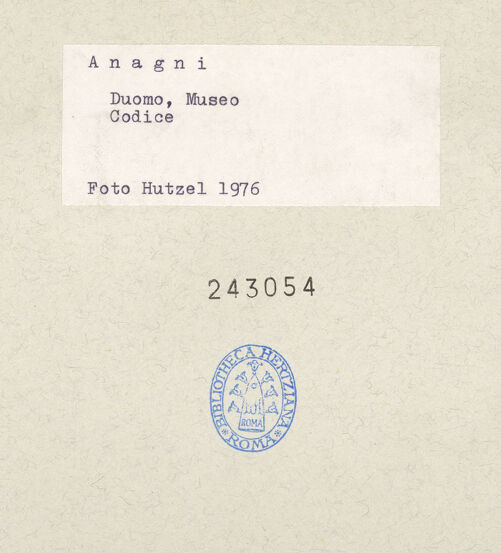 A n a g n i
Duomo, Museo
Codice
Foto Hutzel 1976
243054
BIBLIOTHECA HERTZIANA
ROMA
ROMA